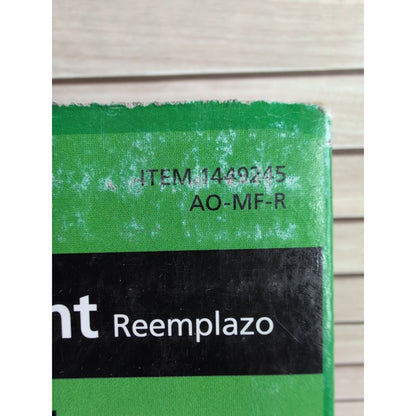 ITEM 1449245
AO-MF-R
nt Reemplazo